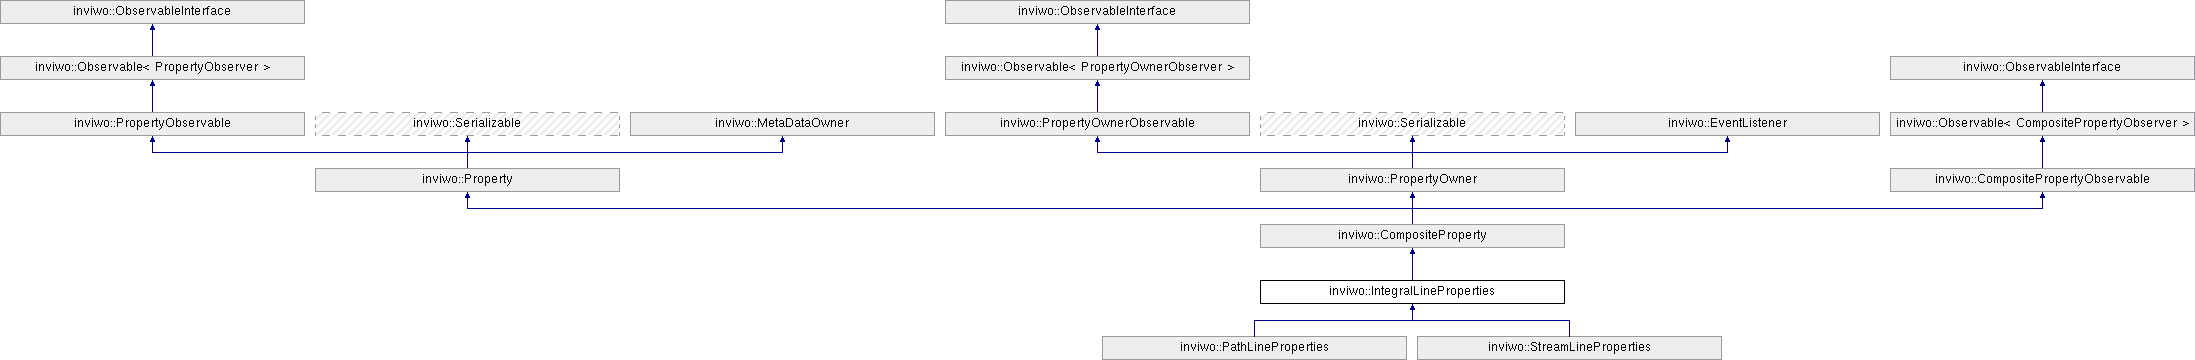 inviwo::ObservableInterface
inviwo::ObservableInterface
inviwo::Observable< PropertyObserver >
inviwo::Observable< PropertyOwnerObserver >
inviwo::ObservableInterface
inviwo::PropertyObservable
inviwo::Serializable
inviwo::MetaDataOwner
inviwo::PropertyOwnerObservable
inviwo::Serializable
inviwo::EventListener
inviwo::Observable< CompositePropertyObserver >
inviwo::Property
inviwo::PropertyOwner
inviwo::CompositePropertyObservable
inviwo::CompositeProperty
inviwo::IntegralLineProperties
inviwo::PathLineProperties
inviwo::StreamLineProperties